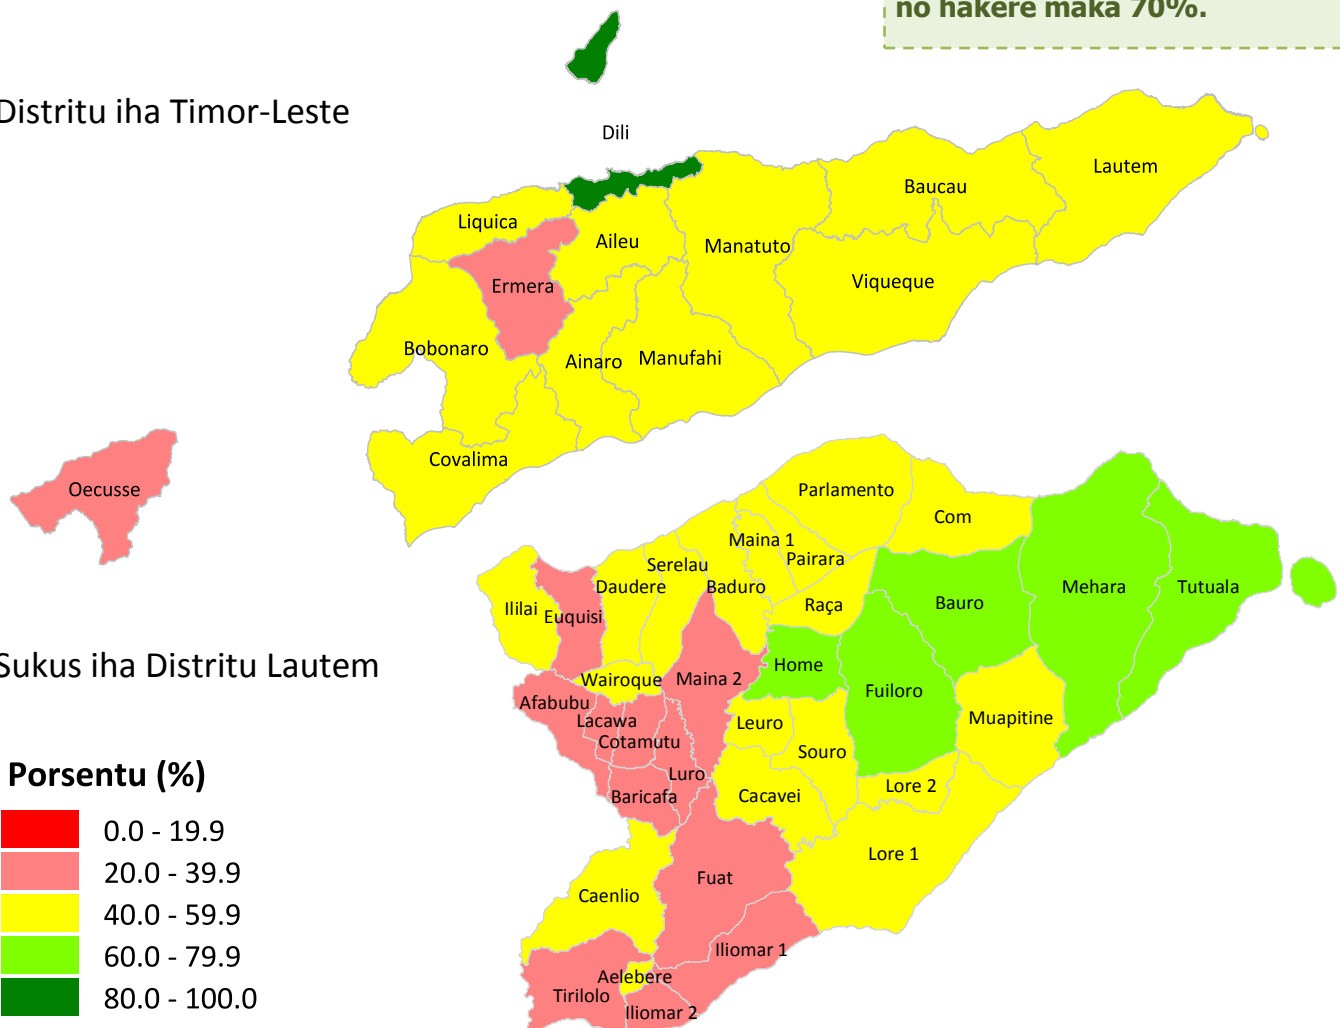 no hakere maka 70%.
Distritu iha Timor-Leste
Dili
Lautem
Baucau
Liquica
Aileu
Manatuto
Viqueque
Ermera
Bobonaro
Ainaro
Manufahi
Covalima
Oecusse
Parlamento
Com
Maina 1
Pairara
Serelau
Daudere
Baduro
Mehara
Tutuala
Ililai
Euquisi
Raça
Bauro
Sukus iha Distritu Lautem
Home
Wairoque
Maina 2
Fuiloro
Afabubu
Lacawa
Leuro
Muapitine
Cotamutu
Souro
Luro
Baricafa
Cacavei
Lore 2
Lore 1
Fuat
Caenlio
Iliomar 1
Aelebere
Tirilolo
Iliomar 2
Porsentu (%)
0.0 - 19.9
20.0 - 39.9
40.0 - 59.9
60.0 - 79.9
80.0 - 100.0